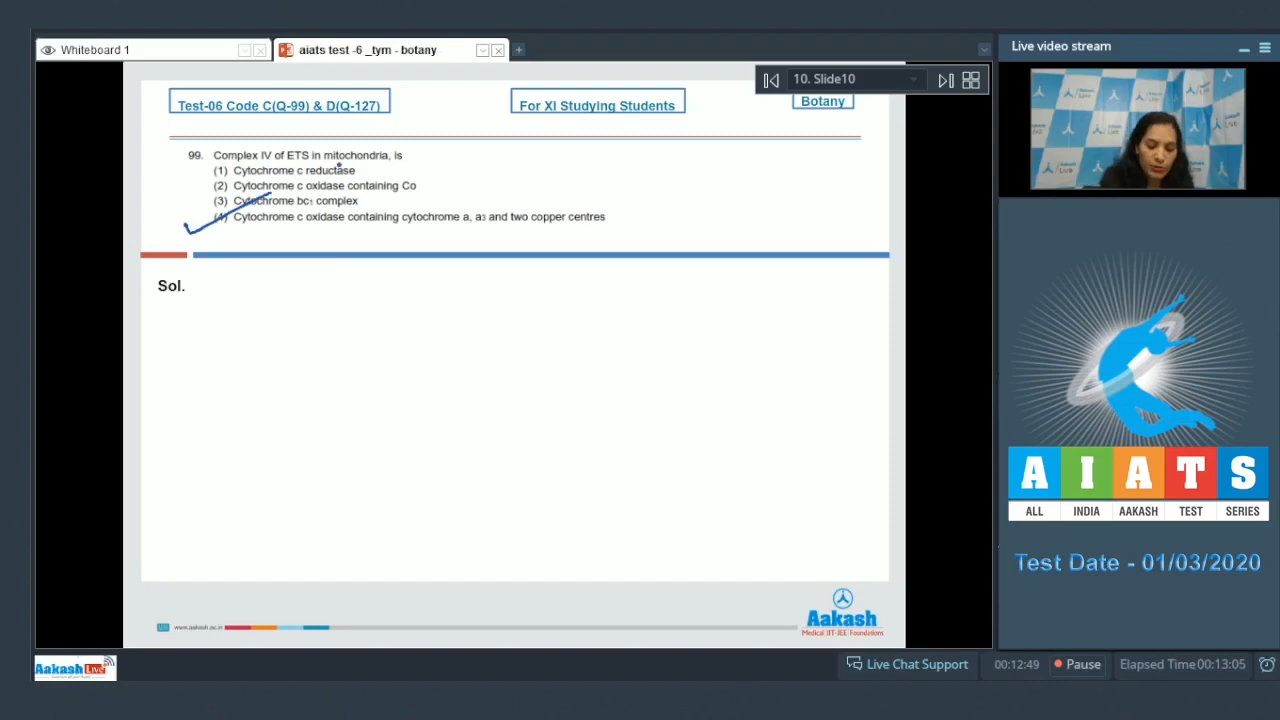 Whiteboard 1
aiats test -6 _tym - botany
Live video stream
10. Slide10
Test-06 Code C(Q-99) & D(Q-127)
For XI Studying Students
Botany
99. Complex IV of ETS in mitochondria, is
(1) Cytochrome c reductase
(2) Cytochrome c oxidase containing Co
(3) Cytochrome bc1 complex
(4) Cytochrome c oxidase containing cytochrome a, a3 and two copper centres
Sol.
A I A T S
ALL INDIA AAKASH TEST SERIES
Test Date - 01/03/2020
www.aakash.ac.in
Aakash
Medical | IIT-JEE | Foundations
Aakash Live
Live Chat Support
00:12:49
Pause
Elapsed Time 00:13:05